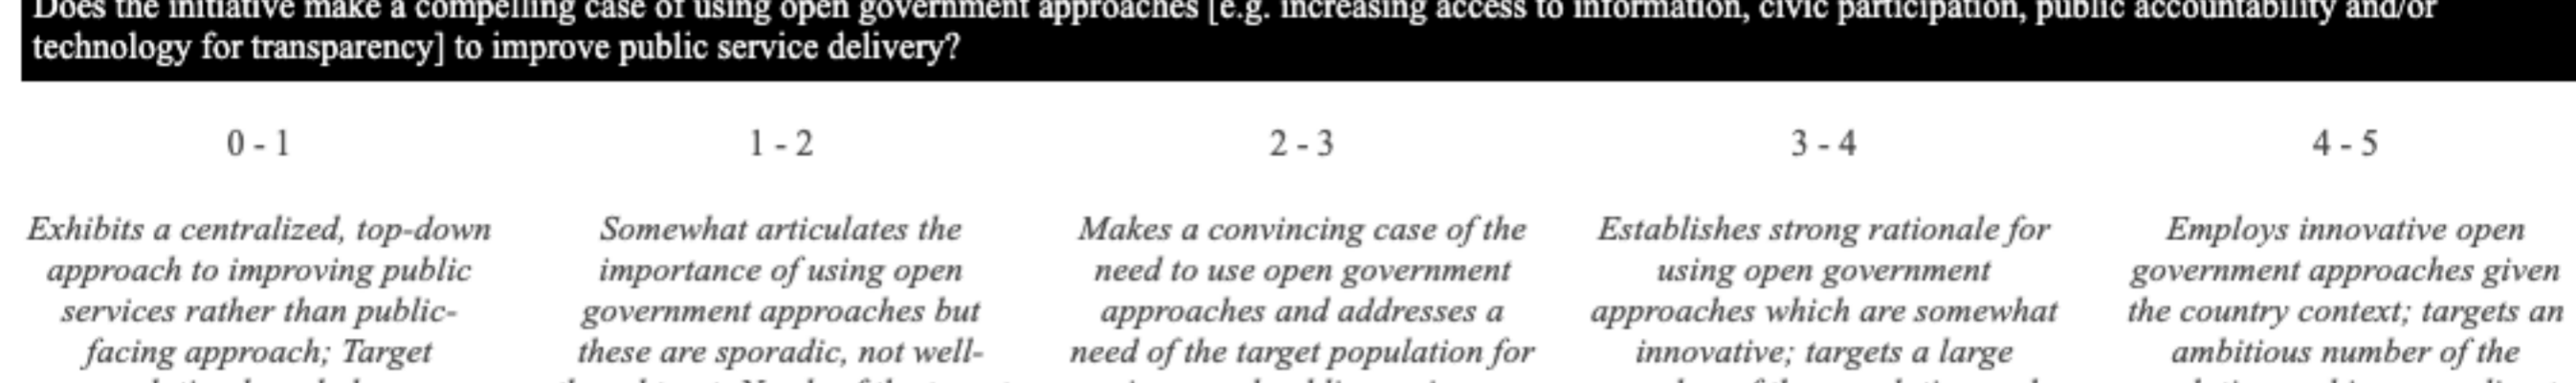 Does the initiative make a compelling case of using open government approaches [e.g. increasing access to information, civic participation, public accountability and/or
technology for transparency] to improve public service delivery?
0 - 1
Exhibits a centralized, top-down
approach to improving public
services rather than public-
facing approach; Target
1 - 2
Somewhat articulates the
importance of using open
government approaches but
these are sporadic, not well-
2 - 3
Makes a convincing case of the
need to use open government
approaches and addresses a
need of the target population for
3 - 4
Establishes strong rationale for
using open government
approaches which are somewhat
innovative; targets a large
4 - 5
Employs innovative open
government approaches given
the country context; targets an
ambitious number of the